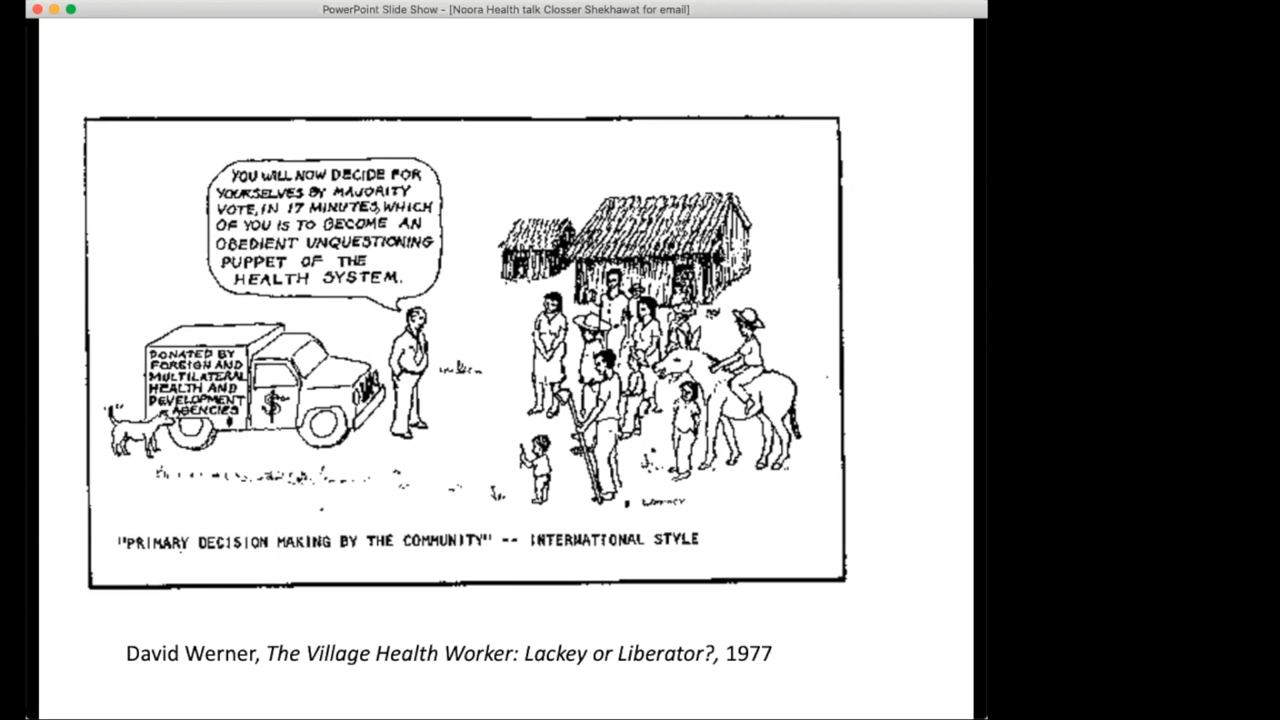 PowerPoint Slide Show - [Noora Health talk Closser Shekhawat for email]
YOU WILL NOW DECIDE FOR
YOURSELVES BY MAJORITY
VOTE, IN 17 MINUTES, WHICH
OF YOU IS TO BECOME AN
OBEDIENT UNQUESTIONING
PUPPET OF THE
HEALTH SYSTEM.
DONATED BY
FOREIGN AND
MULTILATERAL
HEALTH AND
DEVELOPMENT
AGENCIES
$
"PRIMARY DECISION MAKING BY THE COMMUNITY" -- INTERNATIONAL STYLE
David Werner, The Village Health Worker: Lackey or Liberator?, 1977